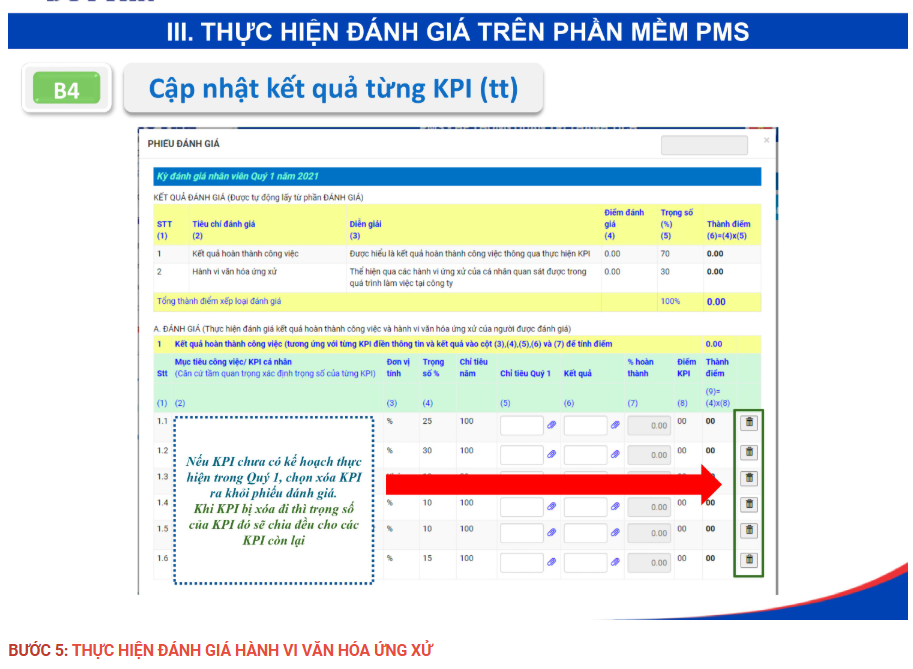 III. THỰC HIỆN ĐÁNH GIÁ TRÊN PHẦN MỀM PMS
B4
Cập nhật kết quả từng KPI (tt)
PHIẾU ĐÁNH GIÁ
×
Kỳ đánh giá nhân viên Quý 1 năm 2021
KẾT QUẢ ĐÁNH GIÁ (Được tự động lấy từ phần ĐÁNH GIÁ)
STT (1) Tiêu chí đánh giá (2) Diễn giải (3) Điểm đánh giá (4) Trọng số (%) (5) Thành điểm (6)=(4)x(5)
1 Kết quả hoàn thành công việc Được hiểu là kết quả hoàn thành công việc thông qua thực hiện KPI 0.00 70 0.00
2 Hành vi văn hóa ứng xử Thể hiện qua các hành vi ứng xử của cá nhân quan sát được trong 0.00 30 0.00
quá trình làm việc tại công ty
Tổng thành điểm xếp loại đánh giá 100% 0.00
A. ĐÁNH GIÁ (Thực hiện đánh giá kết quả hoàn thành công việc và hành vi văn hóa ứng xử của người được đánh giá)
1 Kết quả hoàn thành công việc (tương ứng với từng KPI điền thông tin và kết quả vào cột (3),(4),(5),(6) và (7) để tính điểm 0.00
Mục tiêu công việc/ KPI cá nhân Đơn vị Trọng Chỉ tiêu % hoàn Điểm Thành
Stt (Căn cứ tầm quan trọng xác định trọng số của từng KPI) tính số % năm Chỉ tiêu Quý 1 Kết quả thành KPI điểm
(9)=
(1) (2) (3) (4) (5) (6) (7) (8) (4)x(8)
1.1 % 25 100 0.00 00 00
1.2 % 30 100 0.00 00 00
Nếu KPI chưa có kế hoạch thực
hiện trong Quý 1, chọn xóa KPI
1.3
ra khỏi phiếu đánh giá.
1.4 % 10 100 0.00 00 00
Khi KPI bị xóa đi thì trọng số
của KPI đó sẽ chia đều cho các
1.5 % 10 100 0.00 00 00
KPI còn lại
1.6 % 15 100 0.00 00 00
BƯỚC 5: THỰC HIỆN ĐÁNH GIÁ HÀNH VI VĂN HÓA ỨNG XỬ